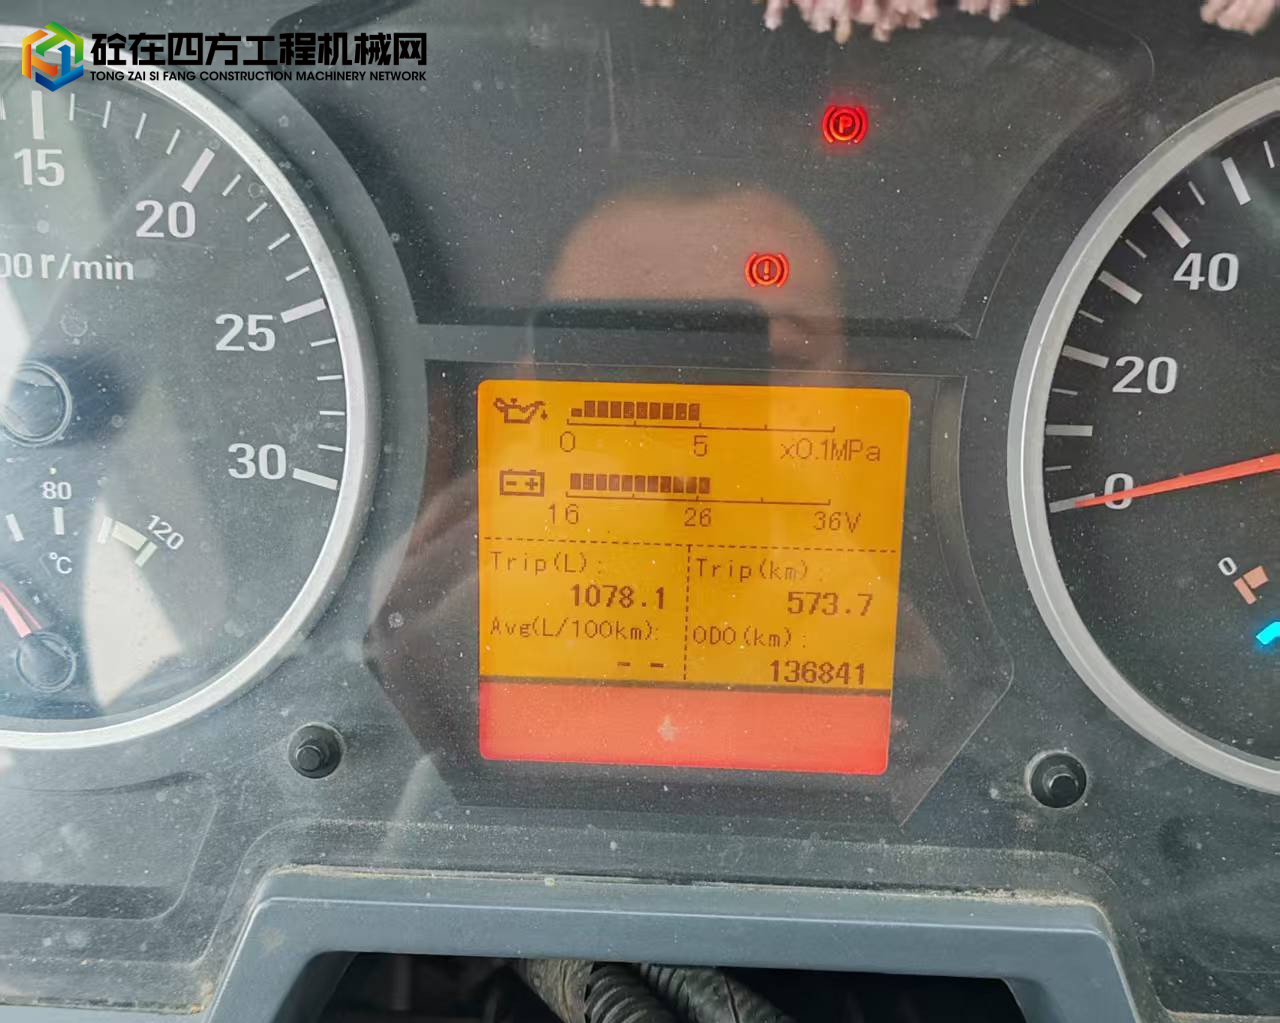 砼在四方工程机械网
TONG ZAI SI FANG CONSTRUCTION MACHINERY NETWORK
15
20
25
30
00 r/min
80
120
°C
P
!
0 5 x0.1MPa
- +
16 26 36V
Trip(L): Trip(km):
1078.1 573.7
Avg(L/100km): ODO(km):
-- 136841
40
20
0
0